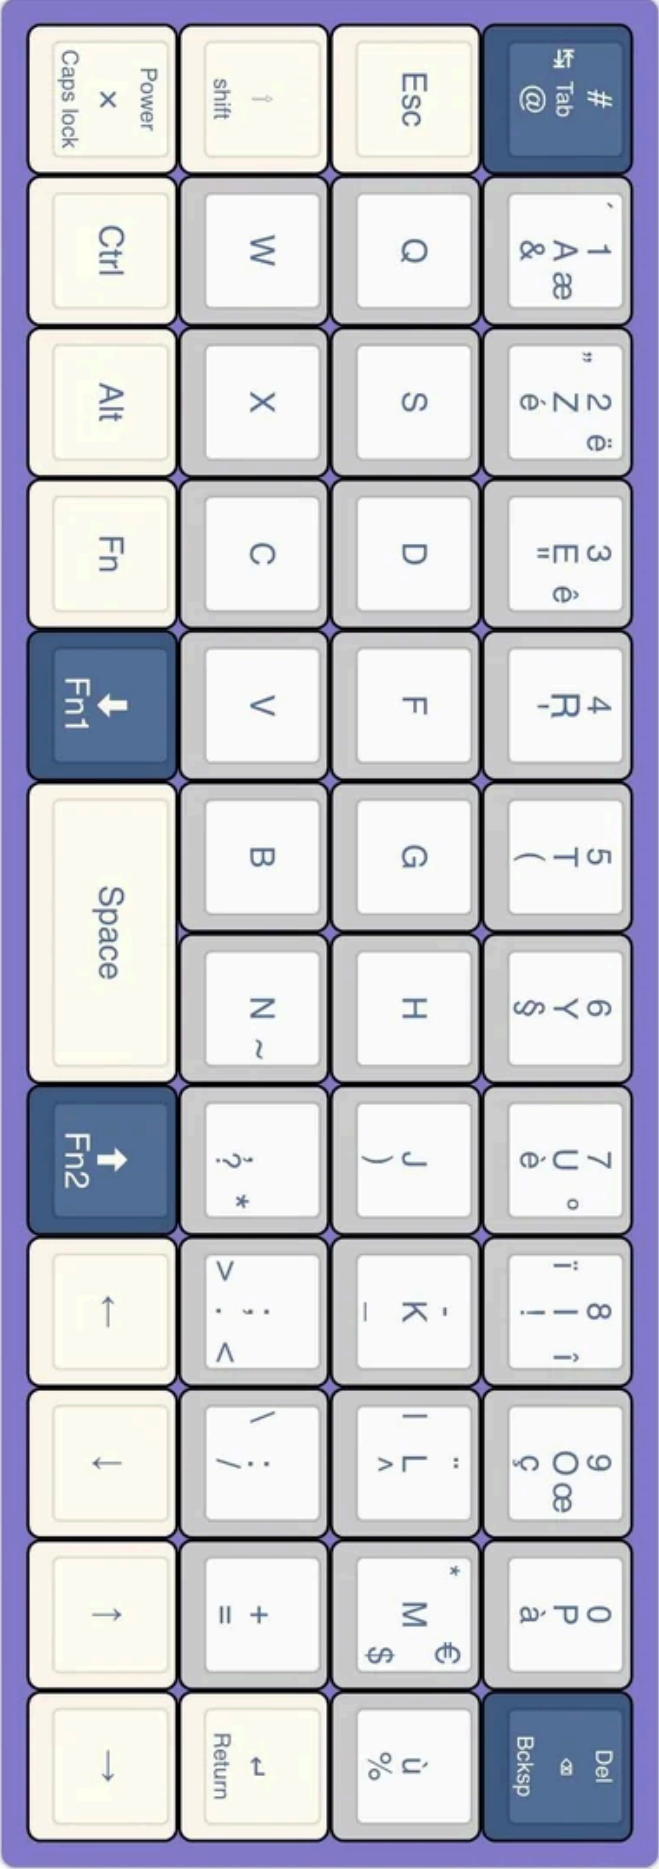 # ↹ Tab @
´ 1 A æ &
” 2 ë Z é
3 E ê "
4 R -
5 T (
6 Y §
7 U ° è
8 ï I î !
9 O œ ç
0 P à
Del ⌫ Bcksp
Esc
Q
S
D
F
G
H
J )
- K _
¨ | L ^
* € M $
ù %
⇧ shift
W
X
C
V
B
N ~
, ? *
; > . <
: \ /
+ =
↵ Return
Power × Caps lock
Ctrl
Alt
Fn
⬇ Fn1
Space
⬆ Fn2
←
↓
↑
→